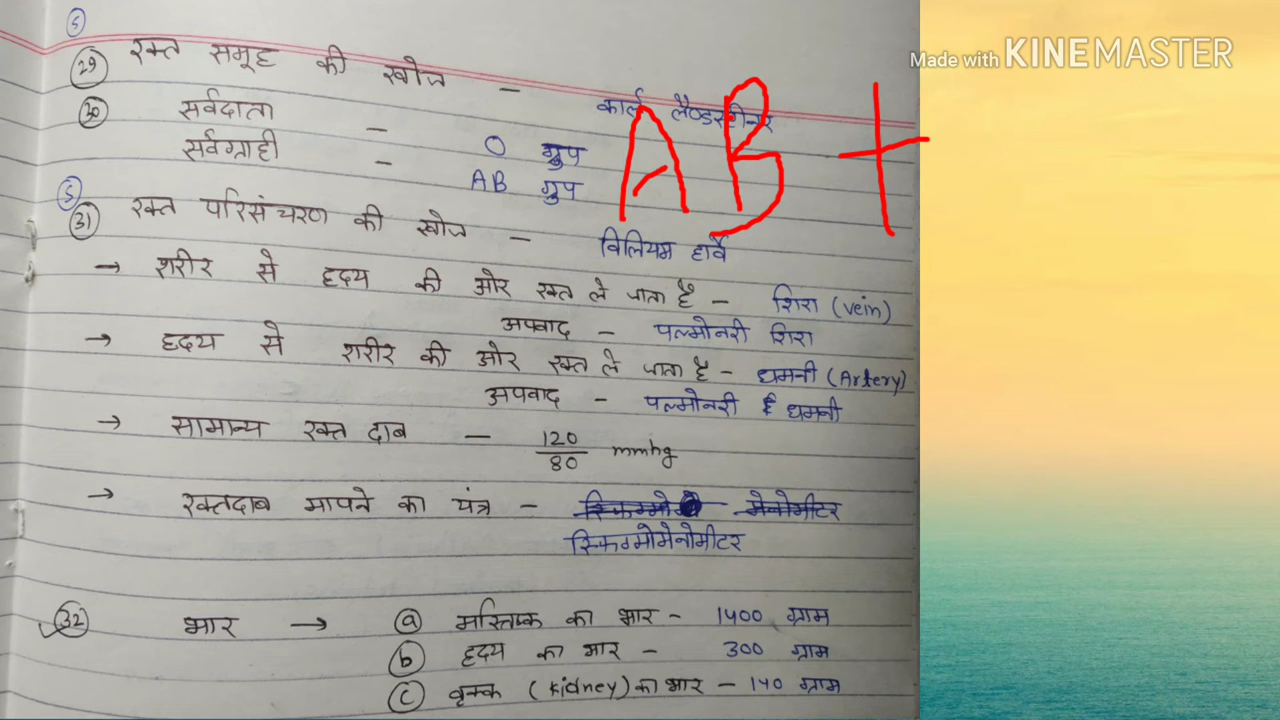 5
29 रक्त समूह की खोज - कार्ल लैण्डस्टीनर
30 सर्वदाता - O ग्रुप
सर्वग्राही - AB ग्रुप
AB+
Made with KINEMASTER
5
31 रक्त परिसंचरण की खोज - विलियम हार्वे
→ शरीर से हृदय की ओर रक्त ले जाता है - शिरा (vein)
अपवाद - पल्मोनरी शिरा
→ हृदय से शरीर की ओर रक्त ले जाता है - धमनी (Artery)
अपवाद - पल्मोनरी धमनी
→ सामान्य रक्त दाब - 120/80 mmhg
→ रक्तदाब मापने का यंत्र - मेनोमीटर
स्फिग्मोमेनोमीटर
32 भार → (a) मस्तिष्क का भार - 1400 ग्राम
(b) हृदय का भार - 300 ग्राम
(c) वृक्क (kidney) का भार - 140 ग्राम